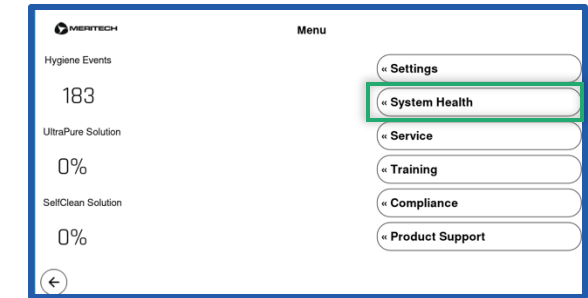 MERITECH
Menu
Hygiene Events
183
UltraPure Solution
0%
SelfClean Solution
0%
« Settings
« System Health
« Service
« Training
« Compliance
« Product Support